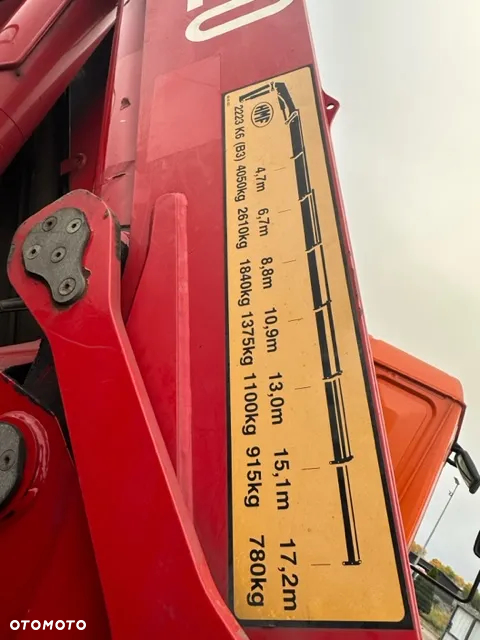 20
HMF
2223 K6 (B3)
4,7m 6,7m 8,8m 10,9m 13,0m 15,1m 17,2m
4050kg 2610kg 1840kg 1375kg 1100kg 915kg 780kg
OTOMOTO